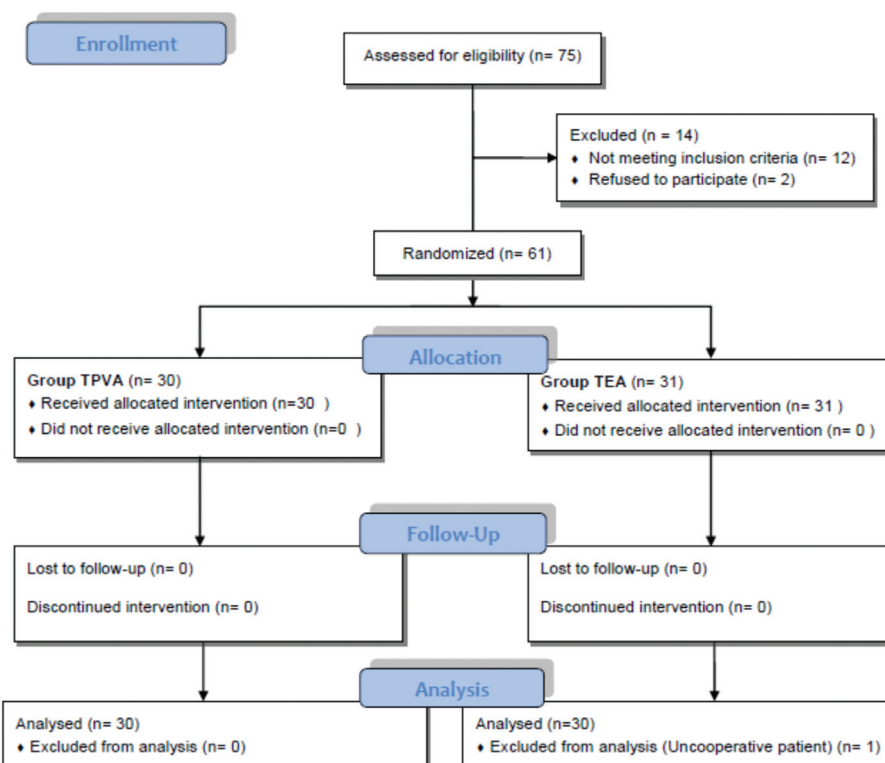 Enrollment
Assessed for eligibility (n= 75)
Excluded (n = 14)
♦ Not meeting inclusion criteria (n= 12)
♦ Refused to participate (n= 2)
Randomized (n= 61)
Allocation
Group TPVA (n= 30)
♦ Received allocated intervention (n=30 )
♦ Did not receive allocated intervention (n=0 )
Group TEA (n= 31)
♦ Received allocated intervention (n= 31 )
♦ Did not receive allocated intervention (n= 0 )
Follow-Up
Lost to follow-up (n= 0)
Discontinued intervention (n= 0)
Lost to follow-up (n= 0)
Discontinued intervention (n= 0)
Analysis
Analysed (n= 30)
♦ Excluded from analysis (n= 0)
Analysed (n=30)
♦ Excluded from analysis (Uncooperative patient) (n= 1)